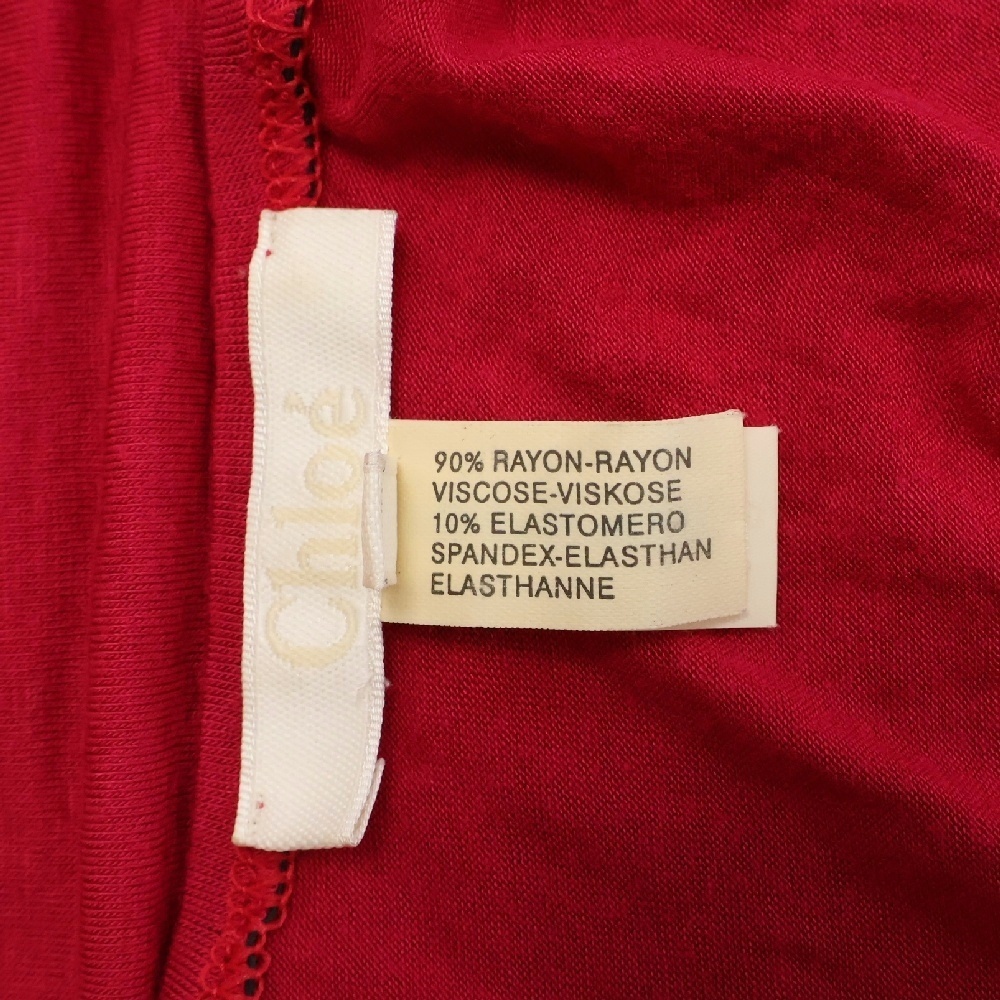 Chloé
90% RAYON-RAYON
VISCOSE-VISKOSE
10% ELASTOMERO
SPANDEX-ELASTHAN
ELASTHANNE